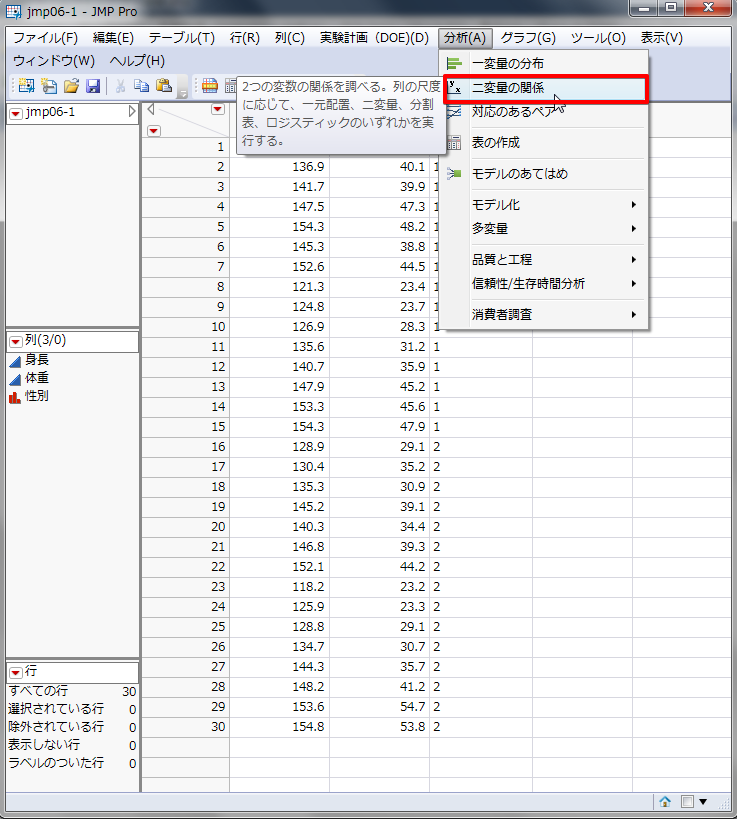 jmp06-1 - JMP Pro
ファイル(F) 編集(E) テーブル(T) 行(R) 列(C) 実験計画（DOE)(D) 分析(A) グラフ(G) ツール(O) 表示(V)
ウィンドウ(W) ヘルプ(H)
一変量の分布
二変量の関係
対応のあるペア
表の作成
モデルのあてはめ
モデル化
多変量
品質と工程
信頼性/生存時間分析
消費者調査
2つの変数の関係を調べる。列の尺度
に応じて、一元配置、二変量、分割
表、ロジスティックのいずれかを実
行する。
jmp06-1
列(3/0)
身長
体重
性別
行
すべての行 30
選択されている行 0
除外されている行 0
表示しない行 0
ラベルのついた行 0
1
2 136.9 40.1 1
3 141.7 39.9 1
4 147.5 47.3 1
5 154.3 48.2 1
6 145.3 38.8 1
7 152.6 44.5 1
8 121.3 23.4 1
9 124.8 23.7 1
10 126.9 28.3 1
11 135.6 31.2 1
12 140.7 35.9 1
13 147.9 45.2 1
14 153.3 45.6 1
15 154.3 47.9 1
16 128.9 29.1 2
17 130.4 35.2 2
18 135.3 30.9 2
19 145.2 39.1 2
20 140.3 34.4 2
21 146.8 39.3 2
22 152.1 44.2 2
23 118.2 23.2 2
24 125.9 23.3 2
25 128.8 29.1 2
26 134.7 30.7 2
27 144.3 35.7 2
28 148.2 41.2 2
29 153.6 54.7 2
30 154.8 53.8 2